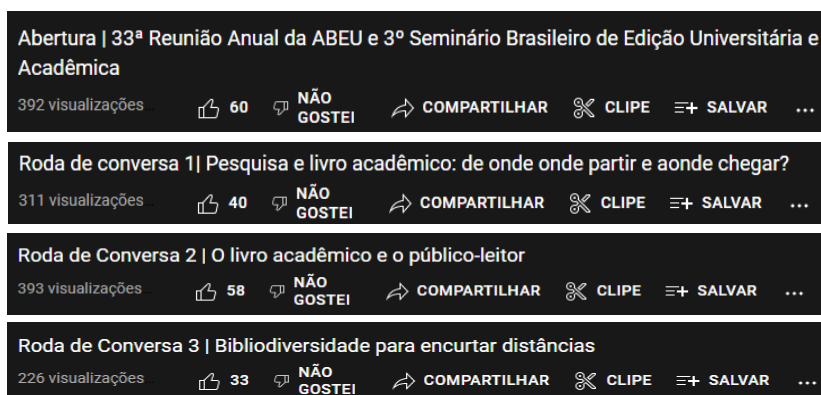 Abertura | 33ª Reunião Anual da ABEU e 3º Seminário Brasileiro de Edição Universitária e
Acadêmica
392 visualizações 60 NÃO GOSTEI COMPARTILHAR CLIPE SALVAR ...
Roda de conversa 1| Pesquisa e livro acadêmico: de onde onde partir e aonde chegar?
311 visualizações 40 NÃO GOSTEI COMPARTILHAR CLIPE SALVAR ...
Roda de Conversa 2 | O livro acadêmico e o público-leitor
393 visualizações 58 NÃO GOSTEI COMPARTILHAR CLIPE SALVAR ...
Roda de Conversa 3 | Bibliodiversidade para encurtar distâncias
226 visualizações 33 NÃO GOSTEI COMPARTILHAR CLIPE SALVAR ...